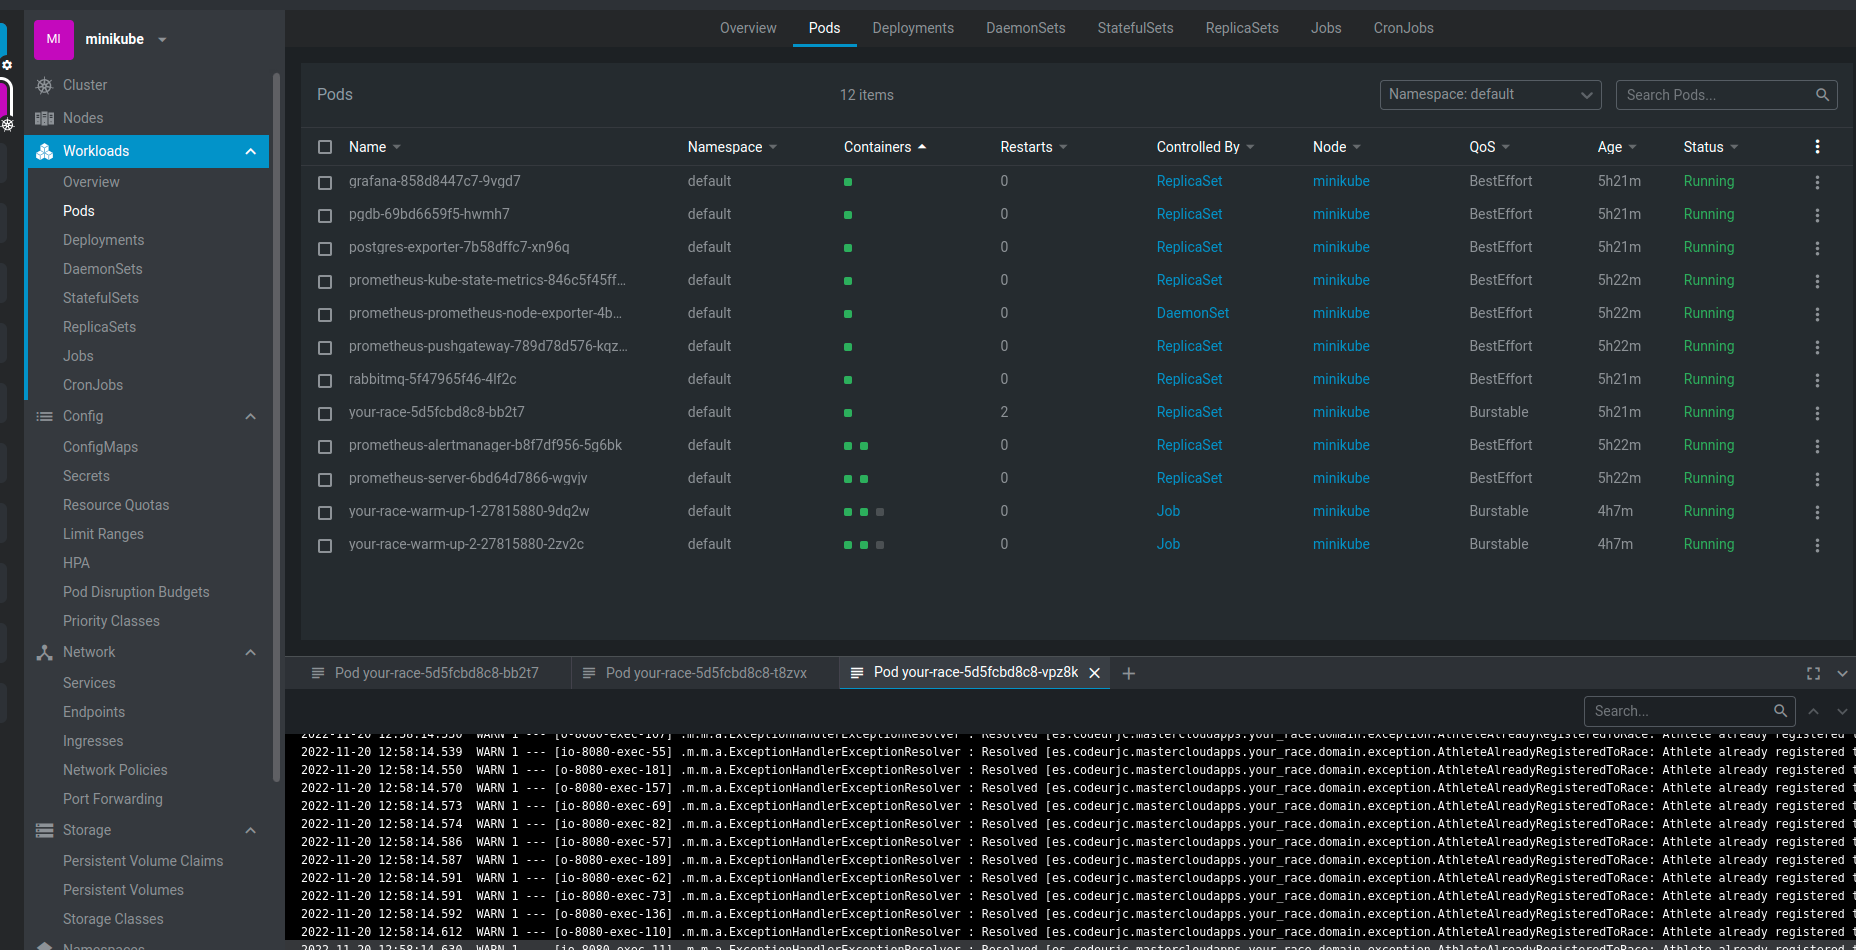 MI minikube
Cluster
Nodes
Workloads
Overview
Pods
Deployments
DaemonSets
StatefulSets
ReplicaSets
Jobs
CronJobs
Config
ConfigMaps
Secrets
Resource Quotas
Limit Ranges
HPA
Pod Disruption Budgets
Priority Classes
Network
Services
Endpoints
Ingresses
Network Policies
Port Forwarding
Storage
Persistent Volume Claims
Persistent Volumes
Storage Classes
Namespaces
Overview Pods Deployments DaemonSets StatefulSets ReplicaSets Jobs CronJobs
Pods 12 items Namespace: default Search Pods...
Name Namespace Containers Restarts Controlled By Node QoS Age Status
grafana-858d8447c7-9vgd7 default 0 ReplicaSet minikube BestEffort 5h21m Running
pgdb-69bd6659f5-hwmh7 default 0 ReplicaSet minikube BestEffort 5h21m Running
postgres-exporter-7b58dffc7-xn96q default 0 ReplicaSet minikube BestEffort 5h21m Running
prometheus-kube-state-metrics-846c5f45ff... default 0 ReplicaSet minikube BestEffort 5h22m Running
prometheus-prometheus-node-exporter-4b... default 0 DaemonSet minikube BestEffort 5h22m Running
prometheus-pushgateway-789d78d576-kqz... default 0 ReplicaSet minikube BestEffort 5h22m Running
rabbitmq-5f47965f46-4lf2c default 0 ReplicaSet minikube BestEffort 5h21m Running
your-race-5d5fcbd8c8-bb2t7 default 2 ReplicaSet minikube Burstable 5h21m Running
prometheus-alertmanager-b8f7df956-5g6bk default 0 ReplicaSet minikube BestEffort 5h22m Running
prometheus-server-6bd64d7866-wgvjv default 0 ReplicaSet minikube BestEffort 5h22m Running
your-race-warm-up-1-27815880-9dq2w default 0 Job minikube Burstable 4h7m Running
your-race-warm-up-2-27815880-2zv2c default 0 Job minikube Burstable 4h7m Running
Pod your-race-5d5fcbd8c8-bb2t7 Pod your-race-5d5fcbd8c8-t8zvx Pod your-race-5d5fcbd8c8-vpz8k
Search...
2022-11-20 12:58:14.539 WARN 1 --- [io-8080-exec-55] .m.m.a.ExceptionHandlerExceptionResolver : Resolved [es.codeurjc.mastercloudapps.your_race.domain.exception.AthleteAlreadyRegisteredToRace: Athlete already registered t
2022-11-20 12:58:14.550 WARN 1 --- [o-8080-exec-181] .m.m.a.ExceptionHandlerExceptionResolver : Resolved [es.codeurjc.mastercloudapps.your_race.domain.exception.AthleteAlreadyRegisteredToRace: Athlete already registered t
2022-11-20 12:58:14.570 WARN 1 --- [o-8080-exec-157] .m.m.a.ExceptionHandlerExceptionResolver : Resolved [es.codeurjc.mastercloudapps.your_race.domain.exception.AthleteAlreadyRegisteredToRace: Athlete already registered t
2022-11-20 12:58:14.573 WARN 1 --- [io-8080-exec-69] .m.m.a.ExceptionHandlerExceptionResolver : Resolved [es.codeurjc.mastercloudapps.your_race.domain.exception.AthleteAlreadyRegisteredToRace: Athlete already registered t
2022-11-20 12:58:14.574 WARN 1 --- [io-8080-exec-82] .m.m.a.ExceptionHandlerExceptionResolver : Resolved [es.codeurjc.mastercloudapps.your_race.domain.exception.AthleteAlreadyRegisteredToRace: Athlete already registered t
2022-11-20 12:58:14.586 WARN 1 --- [io-8080-exec-57] .m.m.a.ExceptionHandlerExceptionResolver : Resolved [es.codeurjc.mastercloudapps.your_race.domain.exception.AthleteAlreadyRegisteredToRace: Athlete already registered t
2022-11-20 12:58:14.587 WARN 1 --- [o-8080-exec-189] .m.m.a.ExceptionHandlerExceptionResolver : Resolved [es.codeurjc.mastercloudapps.your_race.domain.exception.AthleteAlreadyRegisteredToRace: Athlete already registered t
2022-11-20 12:58:14.591 WARN 1 --- [io-8080-exec-62] .m.m.a.ExceptionHandlerExceptionResolver : Resolved [es.codeurjc.mastercloudapps.your_race.domain.exception.AthleteAlreadyRegisteredToRace: Athlete already registered t
2022-11-20 12:58:14.591 WARN 1 --- [io-8080-exec-73] .m.m.a.ExceptionHandlerExceptionResolver : Resolved [es.codeurjc.mastercloudapps.your_race.domain.exception.AthleteAlreadyRegisteredToRace: Athlete already registered t
2022-11-20 12:58:14.592 WARN 1 --- [o-8080-exec-136] .m.m.a.ExceptionHandlerExceptionResolver : Resolved [es.codeurjc.mastercloudapps.your_race.domain.exception.AthleteAlreadyRegisteredToRace: Athlete already registered t
2022-11-20 12:58:14.612 WARN 1 --- [o-8080-exec-110] .m.m.a.ExceptionHandlerExceptionResolver : Resolved [es.codeurjc.mastercloudapps.your_race.domain.exception.AthleteAlreadyRegisteredToRace: Athlete already registered t